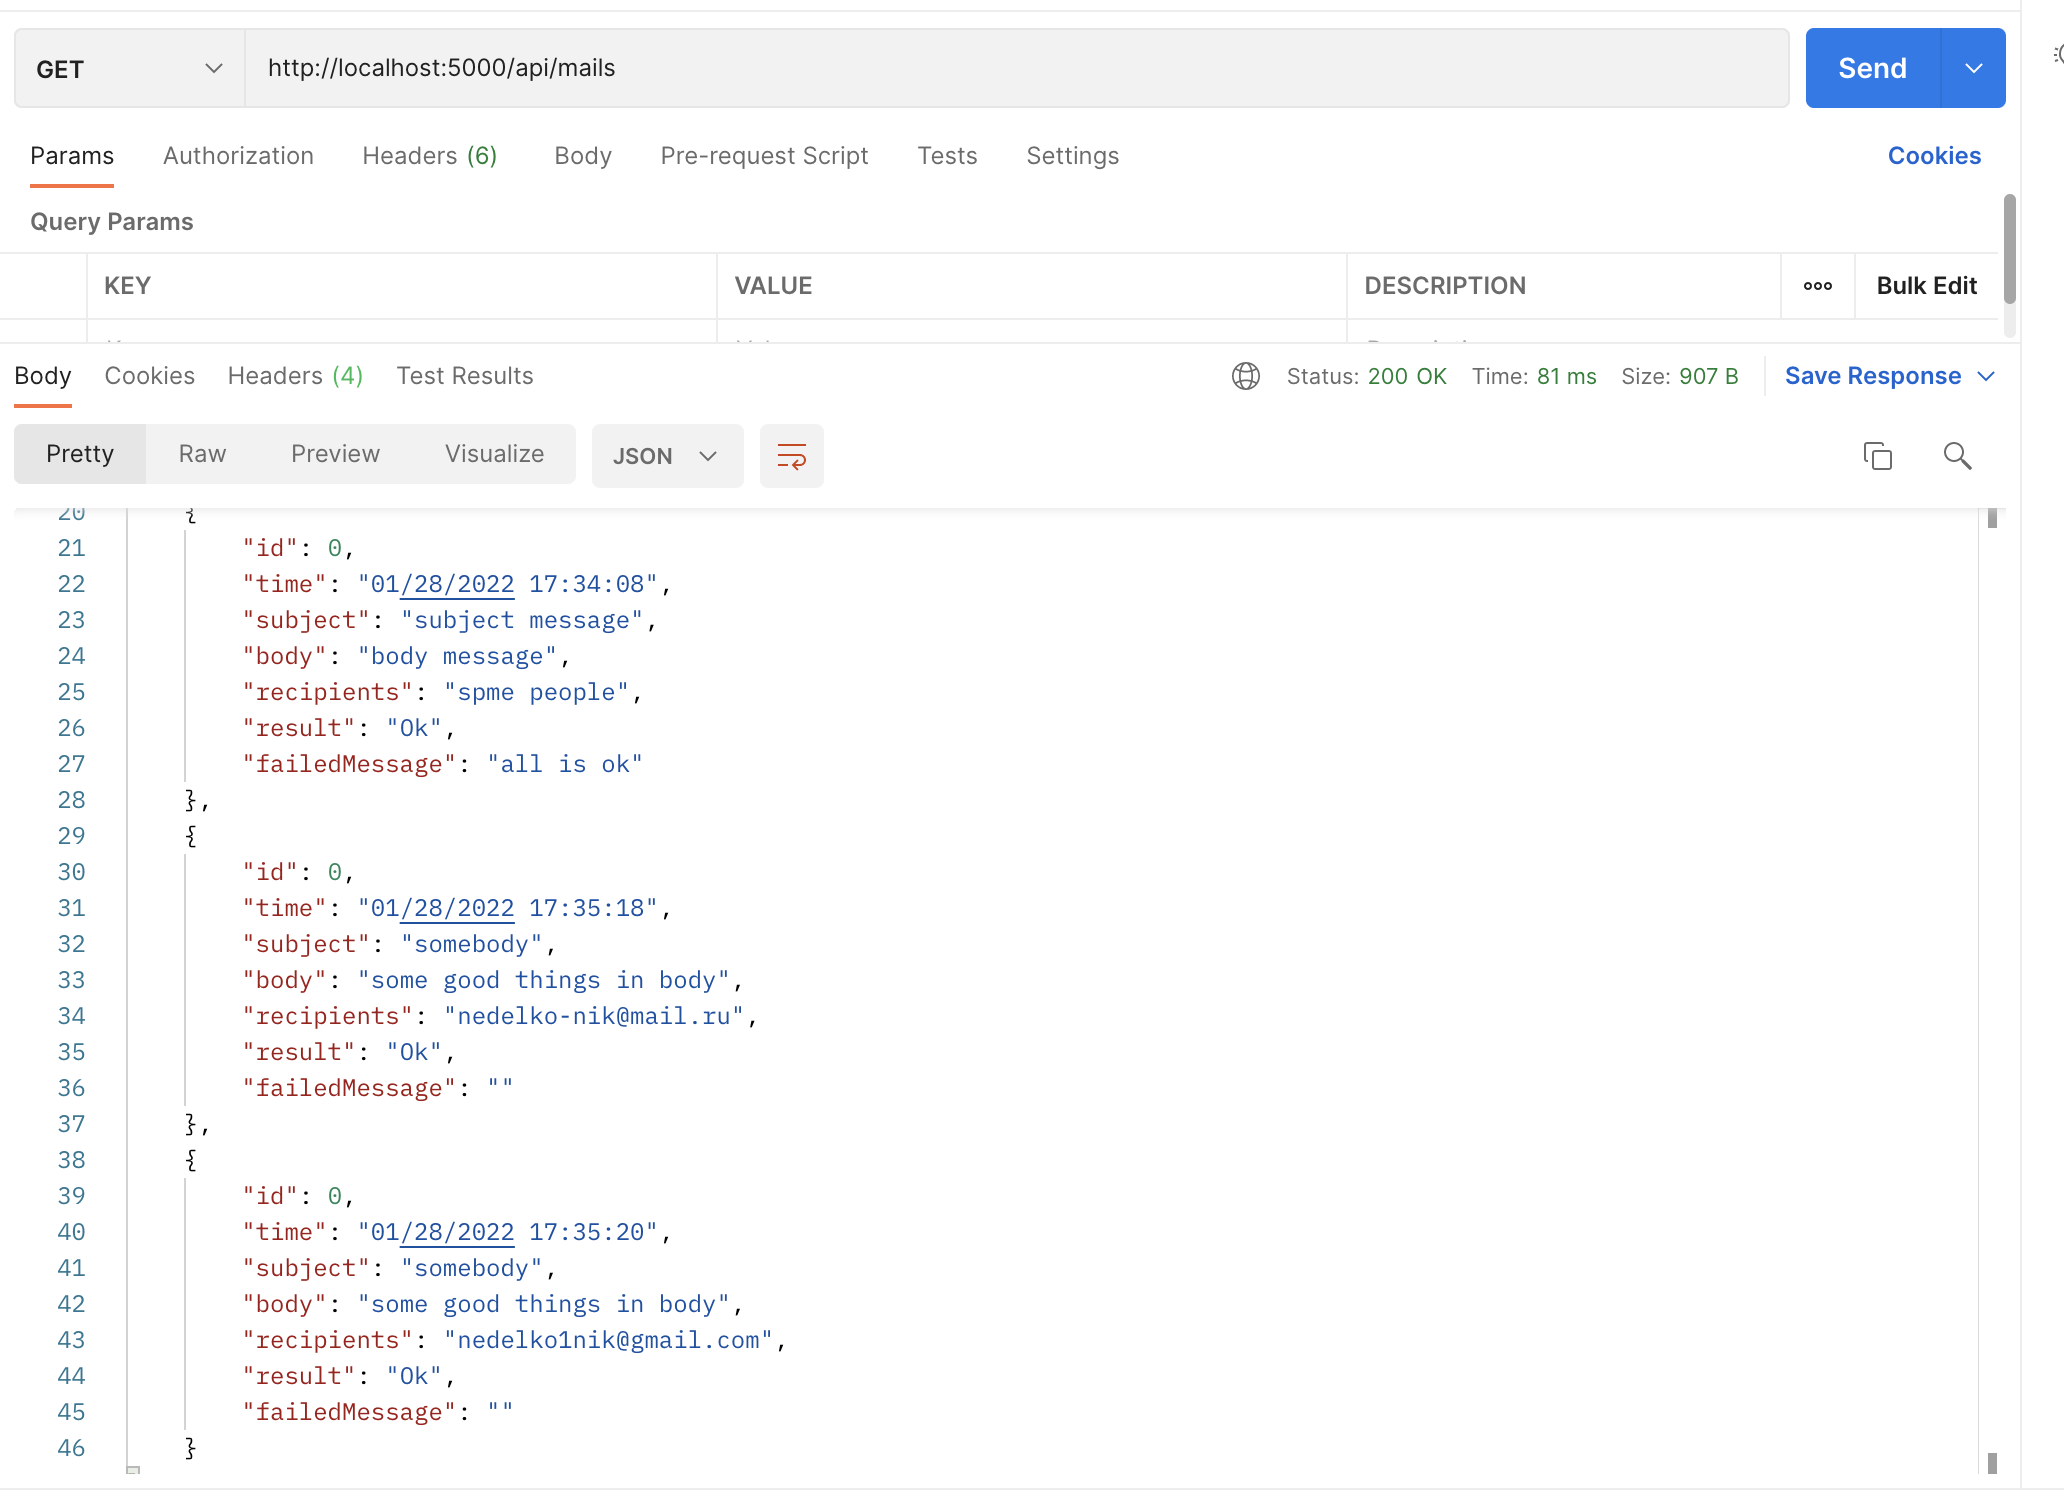 GET http://localhost:5000/api/mails Send
Params Authorization Headers (6) Body Pre-request Script Tests Settings Cookies
Query Params
KEY VALUE DESCRIPTION ooo Bulk Edit
Body Cookies Headers (4) Test Results Status: 200 OK Time: 81 ms Size: 907 B Save Response
Pretty Raw Preview Visualize JSON
20 {
21 "id": 0,
22 "time": "01/28/2022 17:34:08",
23 "subject": "subject message",
24 "body": "body message",
25 "recipients": "spme people",
26 "result": "Ok",
27 "failedMessage": "all is ok"
28 },
29 {
30 "id": 0,
31 "time": "01/28/2022 17:35:18",
32 "subject": "somebody",
33 "body": "some good things in body",
34 "recipients": "nedelko-nik@mail.ru",
35 "result": "Ok",
36 "failedMessage": ""
37 },
38 {
39 "id": 0,
40 "time": "01/28/2022 17:35:20",
41 "subject": "somebody",
42 "body": "some good things in body",
43 "recipients": "nedelko1nik@gmail.com",
44 "result": "Ok",
45 "failedMessage": ""
46 }